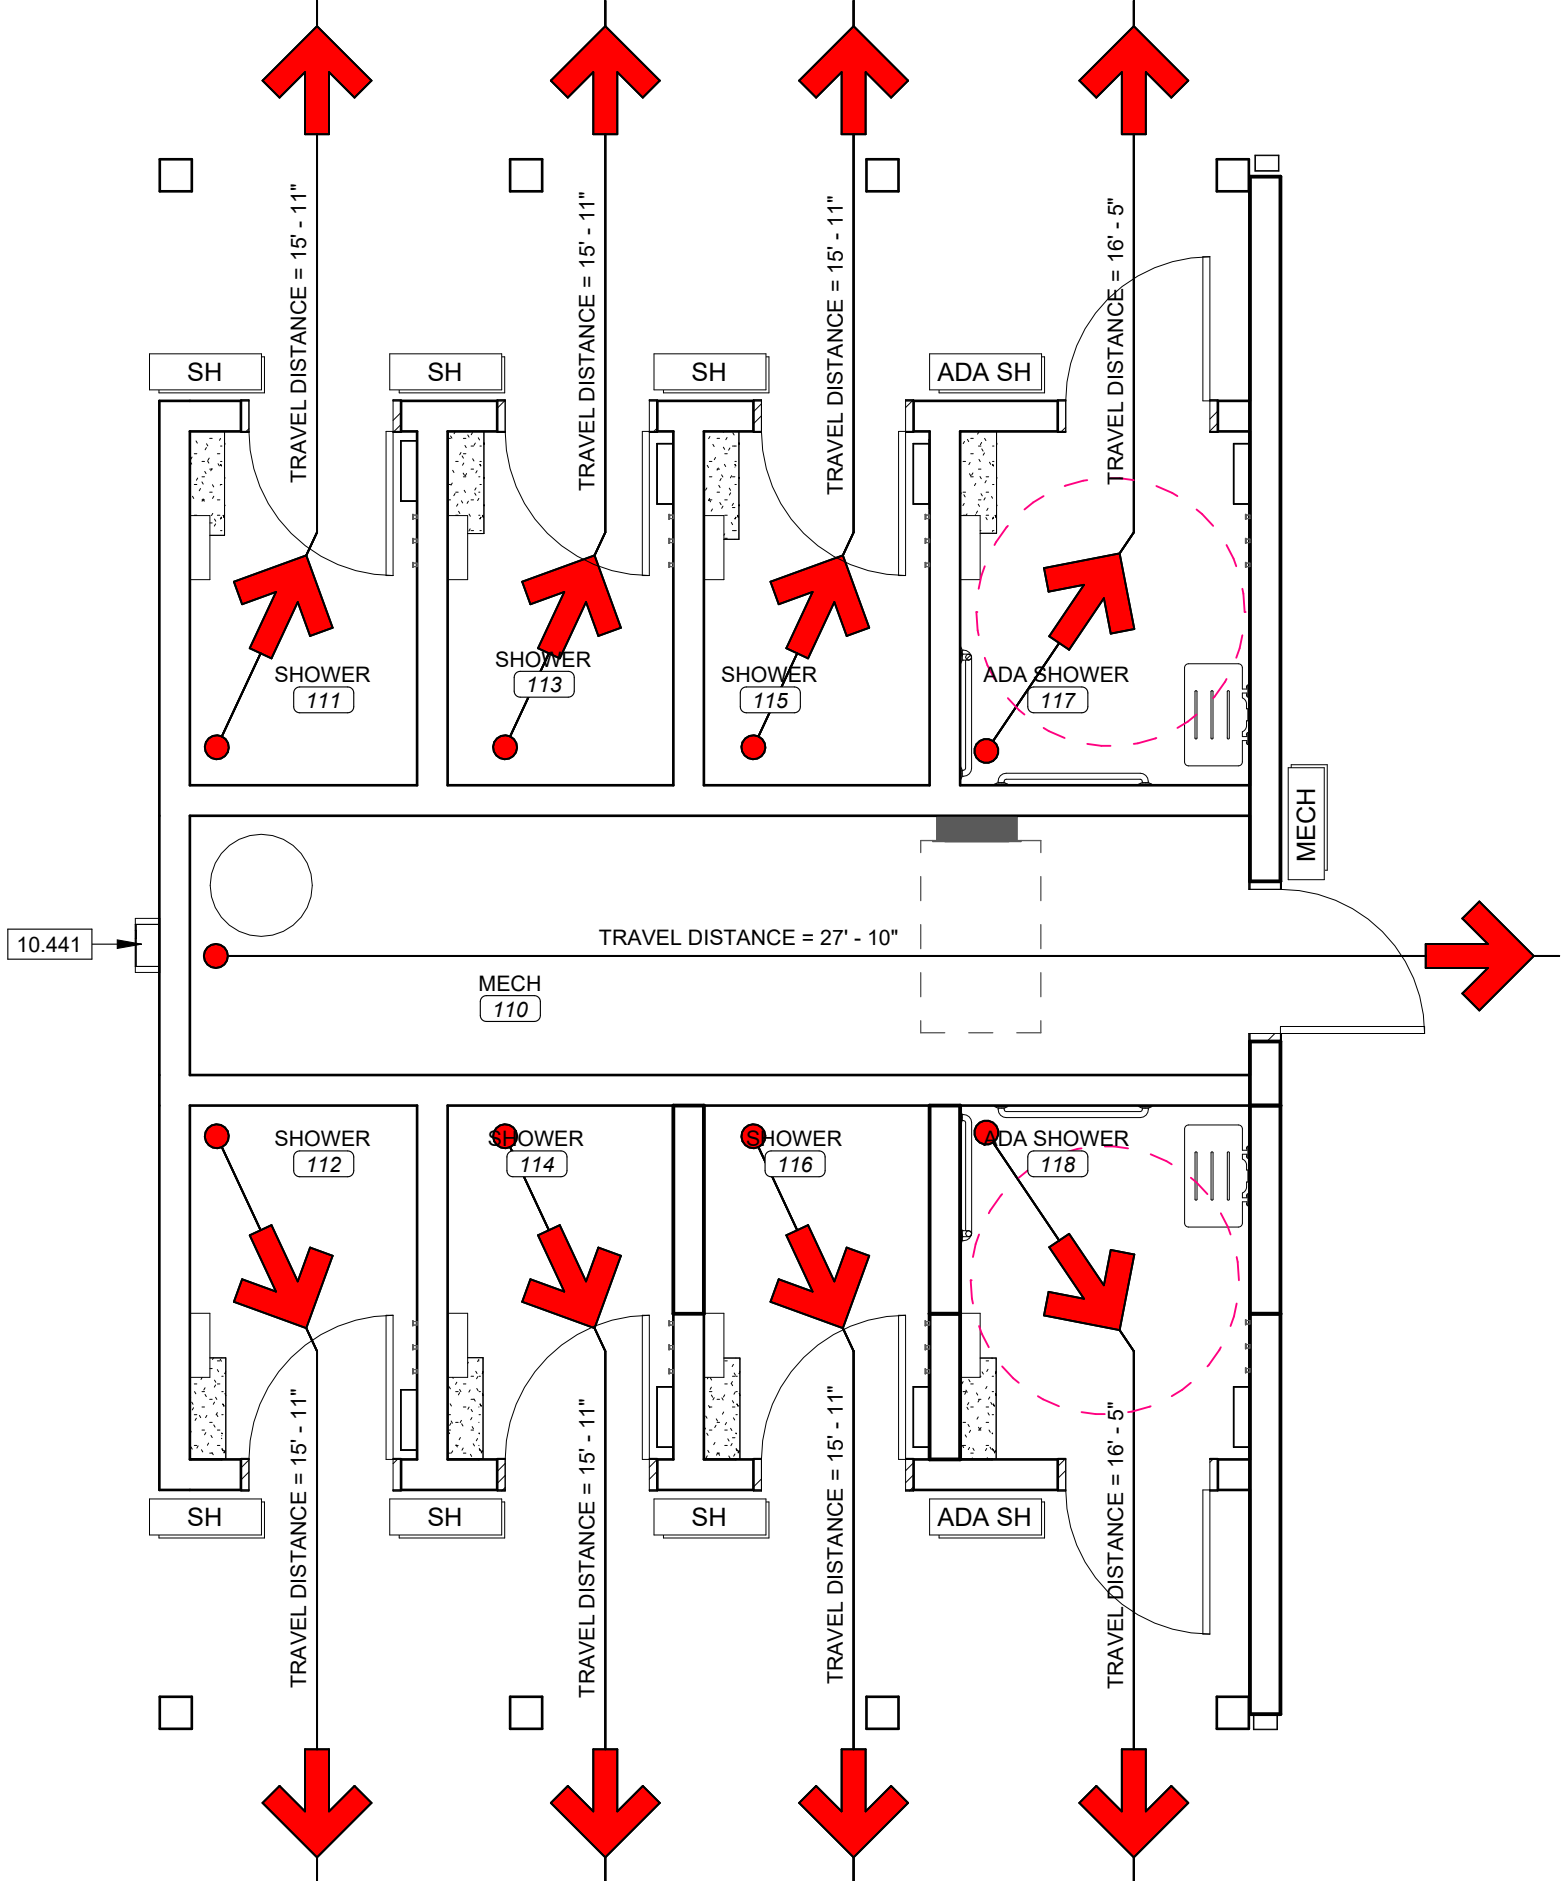 TRAVEL DISTANCE = 15' - 11"
TRAVEL DISTANCE = 15' - 11"
TRAVEL DISTANCE = 15' - 11"
TRAVEL DISTANCE = 16' - 5"
SH
SH
SH
ADA SH
SHOWER
111
SHOWER
113
SHOWER
115
ADA SHOWER
117
MECH
10.441
TRAVEL DISTANCE = 27' - 10"
MECH
110
SHOWER
112
SHOWER
114
SHOWER
116
ADA SHOWER
118
TRAVEL DISTANCE = 15' - 11"
TRAVEL DISTANCE = 15' - 11"
TRAVEL DISTANCE = 15' - 11"
TRAVEL DISTANCE = 16' - 5"
SH
SH
SH
ADA SH